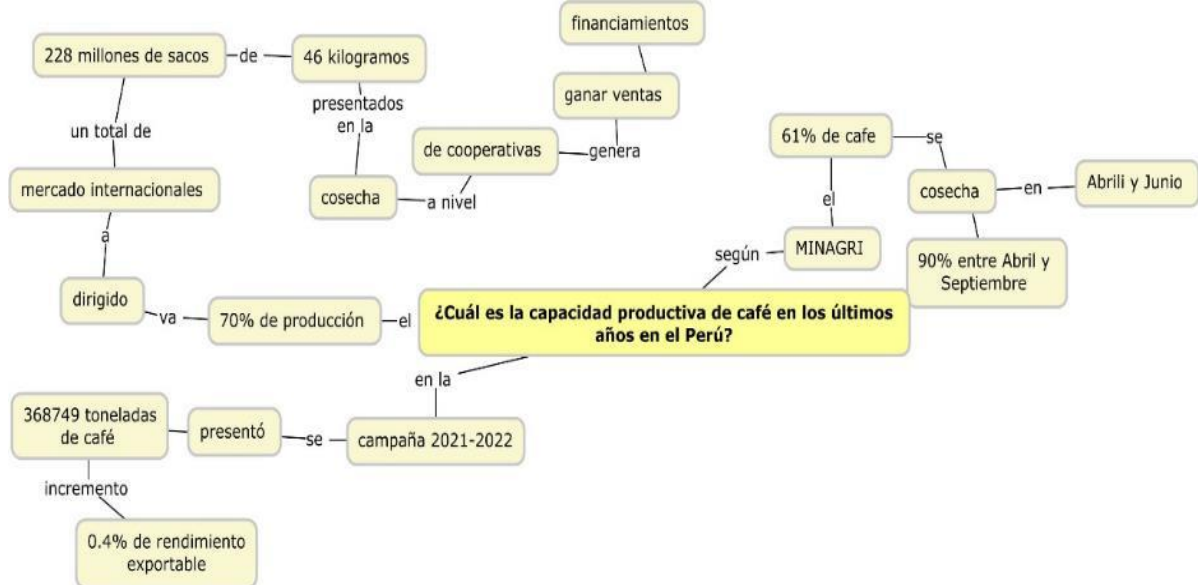 financiamientos
228 millones de sacos
de
46 kilogramos
ganar ventas
presentados
en la
un total de
de cooperativas
genera
61% de cafe
se
mercado internacionales
cosecha
a nivel
el
cosecha
en
Abrili y Junio
a
según
MINAGRI
90% entre Abril y
Septiembre
dirigido
va
70% de producción
el
¿Cuál es la capacidad productiva de café en los últimos
años en el Perú?
en la
368749 toneladas
de café
presentó
se
campaña 2021-2022
incremento
0.4% de rendimiento
exportable